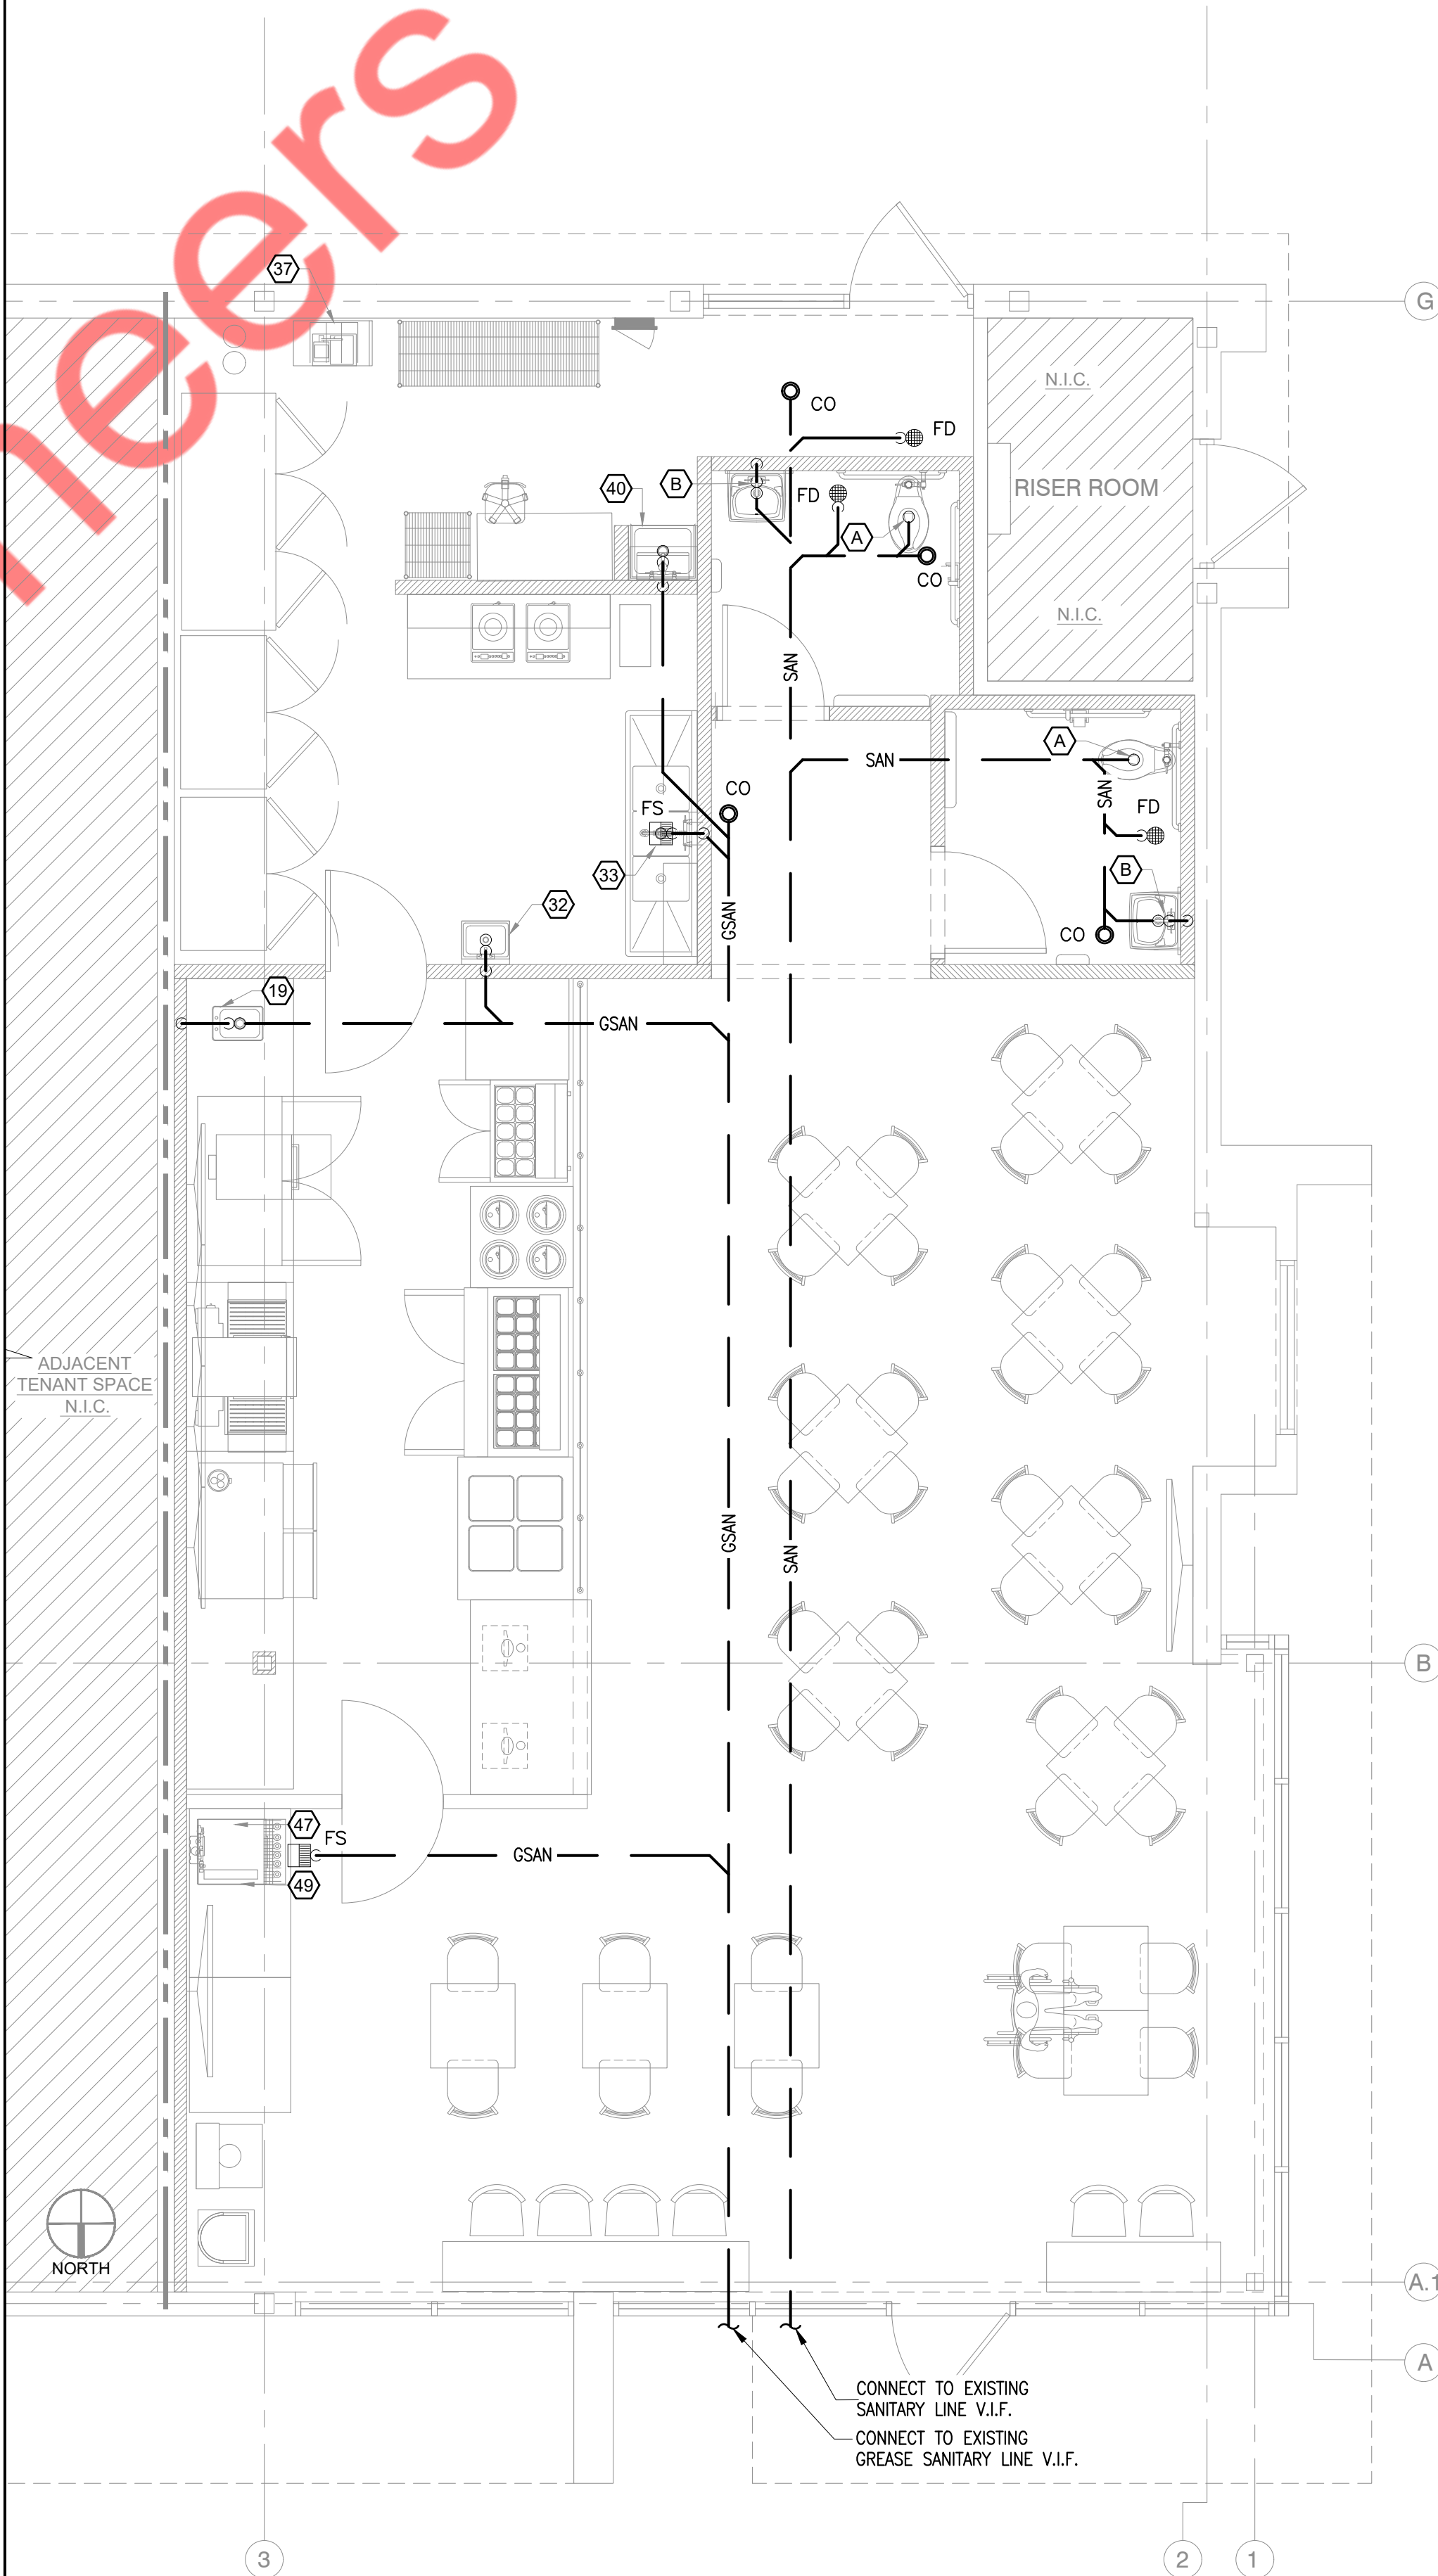 neers
37
G
N.I.C.
CO
FD
RISER ROOM
40
B
FD
A
CO
N.I.C.
SAN
A
SAN
SAN
FD
CO
FS
33
B
32
GSAN
CO
19
GSAN
ADJACENT
TENANT SPACE
N.I.C.
GSAN
SAN
B
47
FS
GSAN
49
NORTH
A.1
A
CONNECT TO EXISTING
SANITARY LINE V.I.F.
CONNECT TO EXISTING
GREASE SANITARY LINE V.I.F.
3
2
1